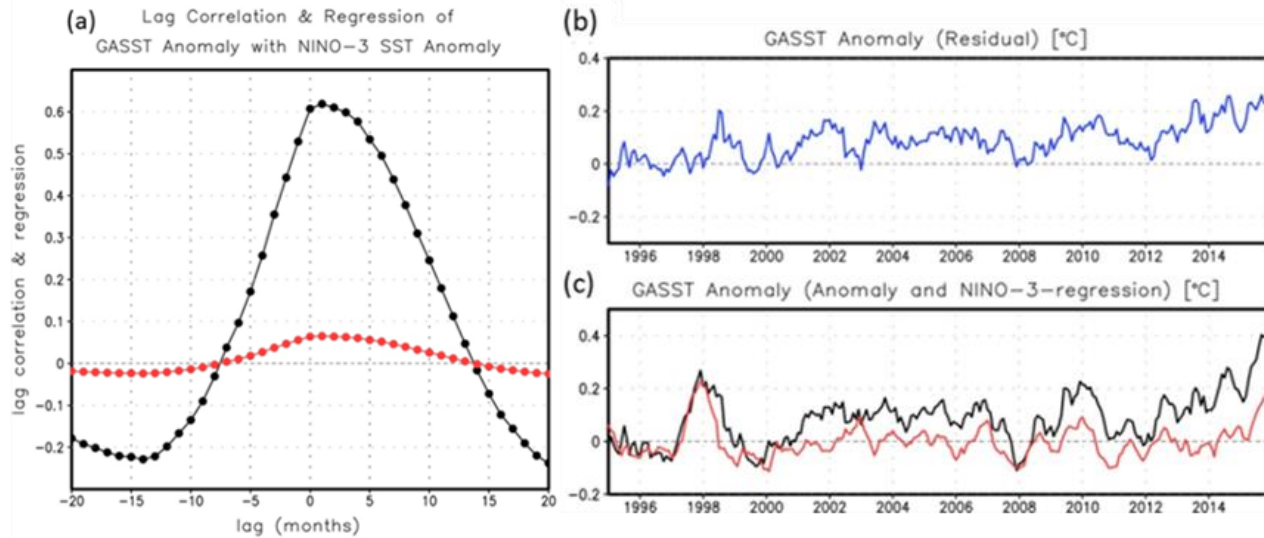 (a)
Lag Correlation & Regression of
GASST Anomaly with NINO-3 SST Anomaly
lag correlation & regression
0.6
0.5
0.4
0.3
0.2
0.1
0
-0.1
-0.2
-20 -15 -10 -5 0 5 10 15 20
lag (months)
(b)
GASST Anomaly (Residual) [°C]
0.4
0.2
0
-0.2
1996 1998 2000 2002 2004 2006 2008 2010 2012 2014
(c)
GASST Anomaly (Anomaly and NINO-3-regression) [°C]
0.4
0.2
0
-0.2
1996 1998 2000 2002 2004 2006 2008 2010 2012 2014